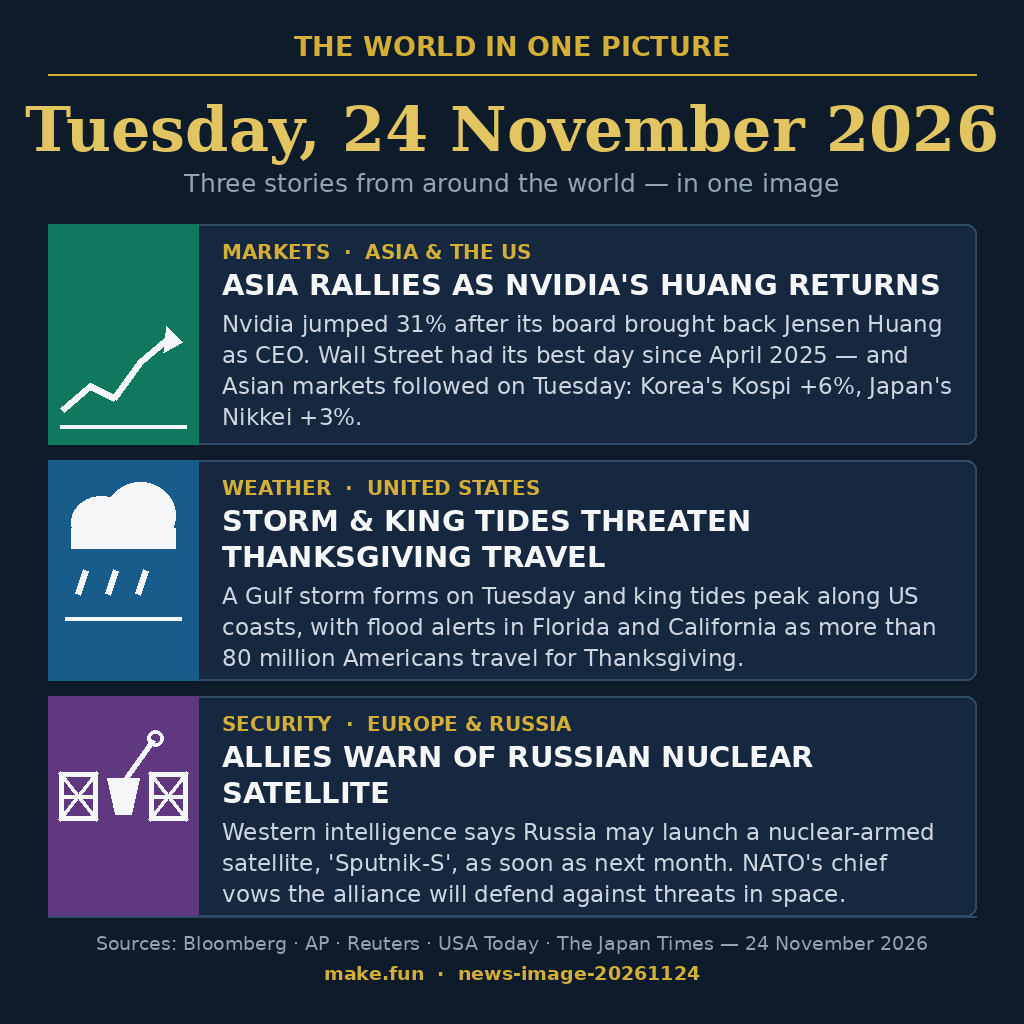 THE WORLD IN ONE PICTURE
Tuesday, 24 November 2026
Three stories from around the world — in one image
MARKETS · ASIA & THE US
ASIA RALLIES AS NVIDIA'S HUANG RETURNS
Nvidia jumped 31% after its board brought back Jensen Huang
as CEO. Wall Street had its best day since April 2025 — and
Asian markets followed on Tuesday: Korea's Kospi +6%, Japan's
Nikkei +3%.
WEATHER · UNITED STATES
STORM & KING TIDES THREATEN
THANKSGIVING TRAVEL
A Gulf storm forms on Tuesday and king tides peak along US
coasts, with flood alerts in Florida and California as more than
80 million Americans travel for Thanksgiving.
SECURITY · EUROPE & RUSSIA
ALLIES WARN OF RUSSIAN NUCLEAR
SATELLITE
Western intelligence says Russia may launch a nuclear-armed
satellite, 'Sputnik-S', as soon as next month. NATO's chief
vows the alliance will defend against threats in space.
Sources: Bloomberg · AP · Reuters · USA Today · The Japan Times — 24 November 2026
make.fun · news-image-20261124